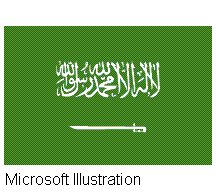 لا إله إلا الله محمد رسول الله
Microsoft Illustration